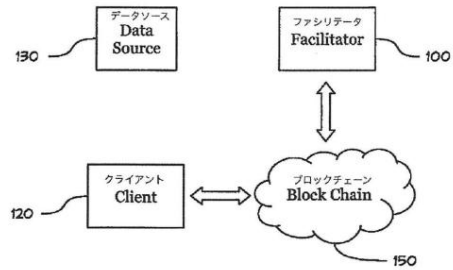 データソース
Data
Source
130
ファシリテータ
Facilitator
100
クライアント
Client
120
ブロックチェーン
Block Chain
150